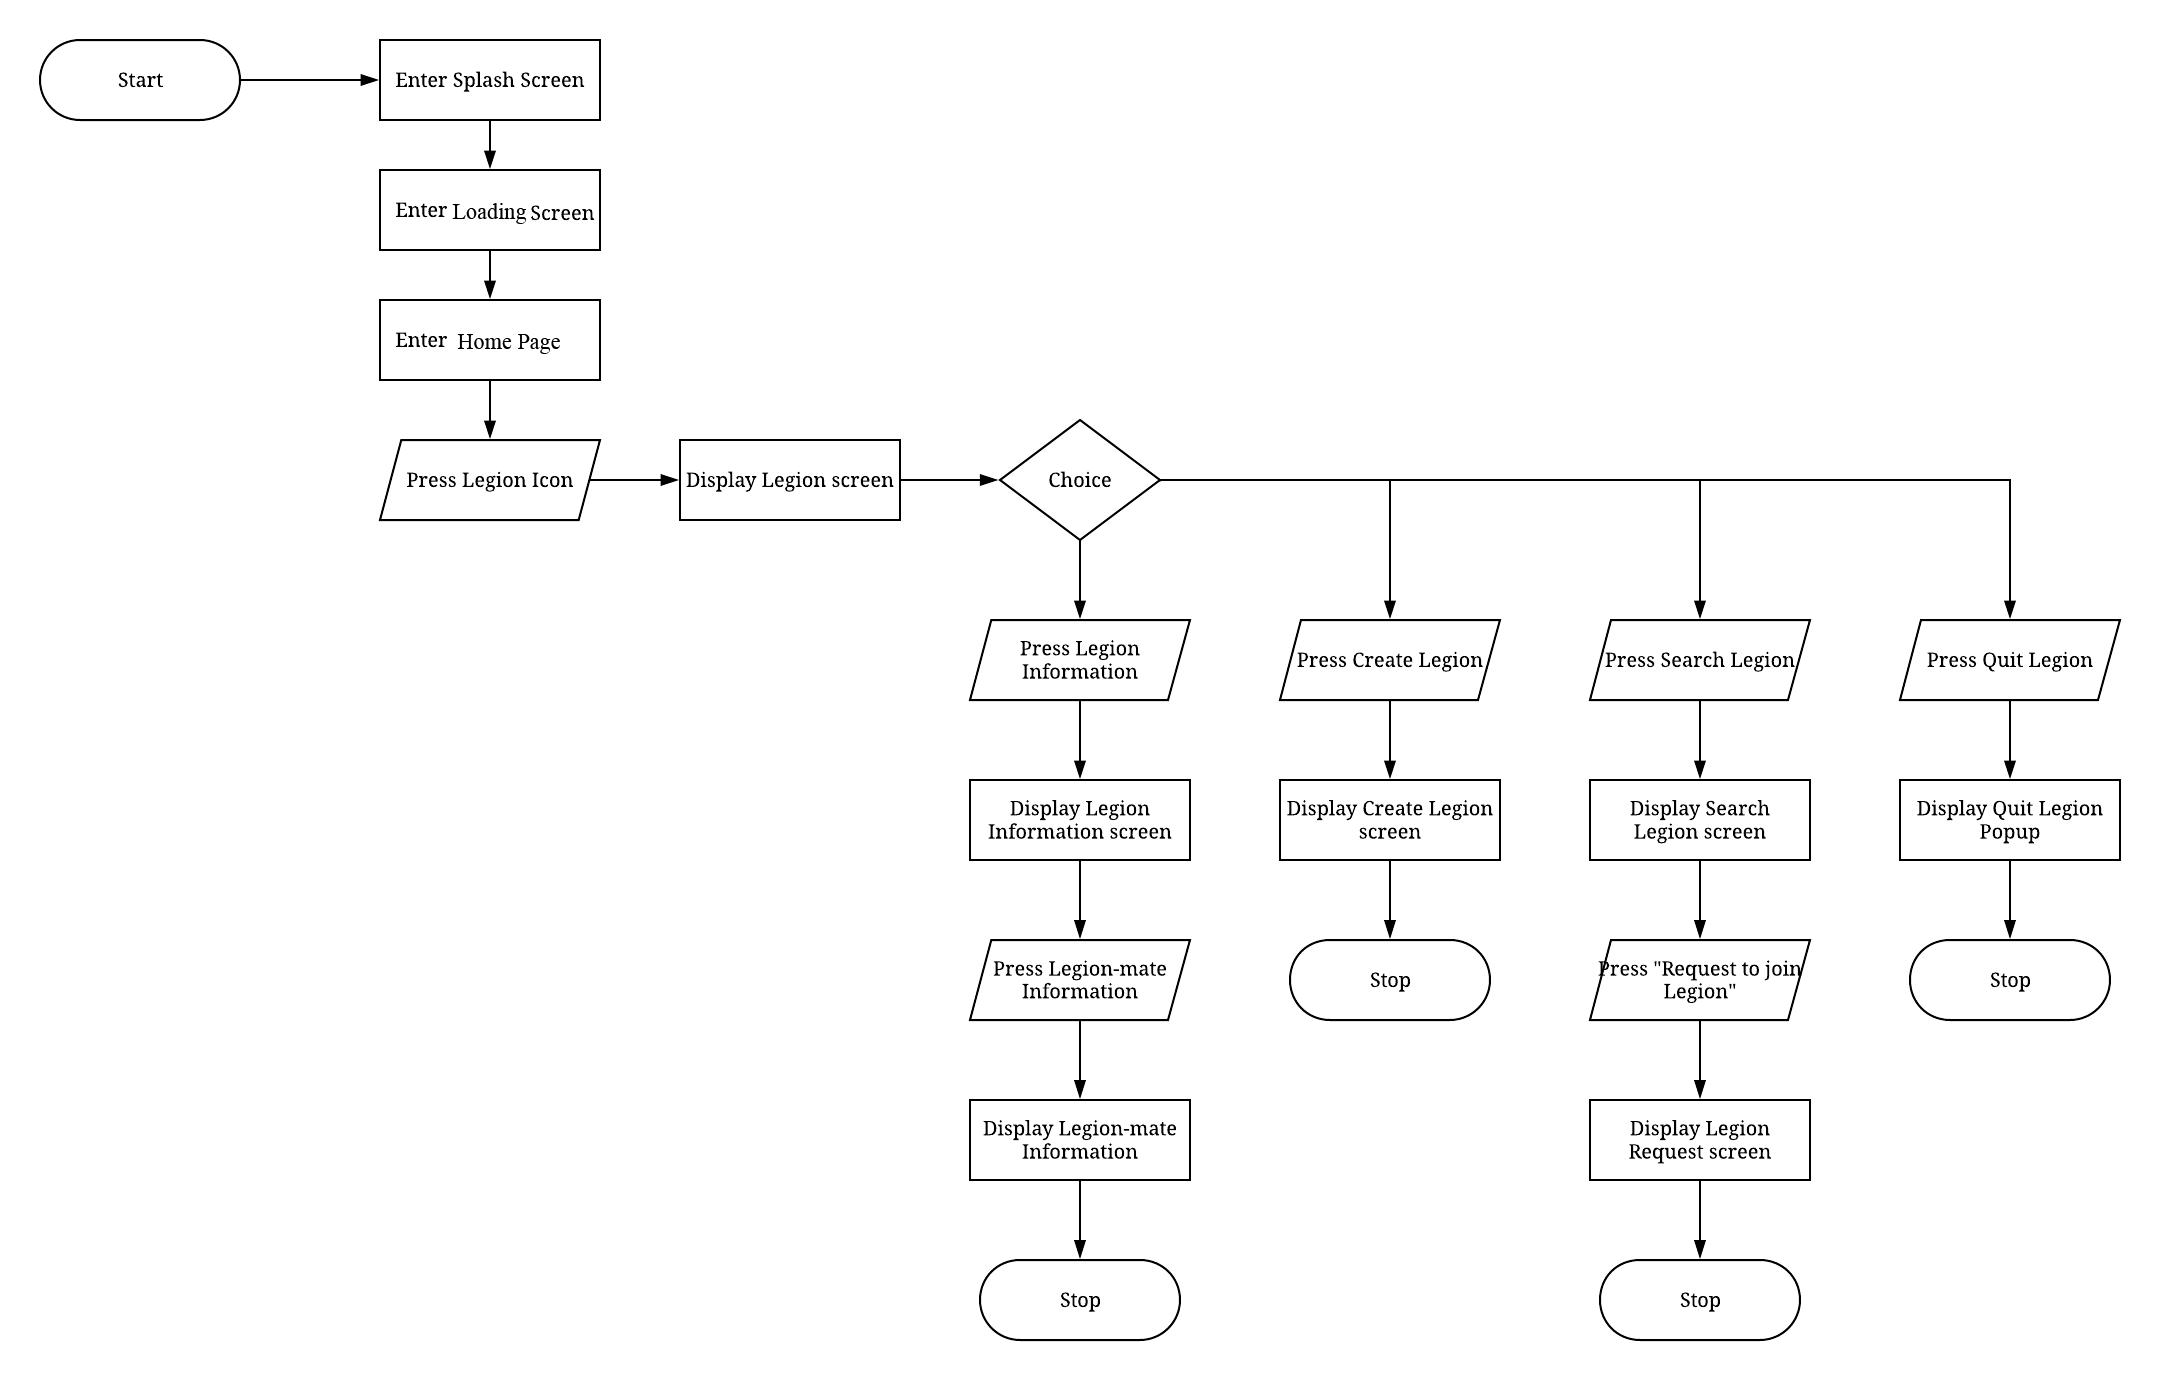 Start
Enter Splash Screen
Enter Loading Screen
Enter Home Page
Press Legion Icon
Display Legion screen
Choice
Press Legion
Information
Press Create Legion
Press Search Legion
Press Quit Legion
Display Legion
Information screen
Display Create Legion
screen
Display Search
Legion screen
Display Quit Legion
Popup
Press Legion-mate
Information
Stop
Press "Request to join
Legion"
Stop
Display Legion-mate
Information
Display Legion
Request screen
Stop
Stop